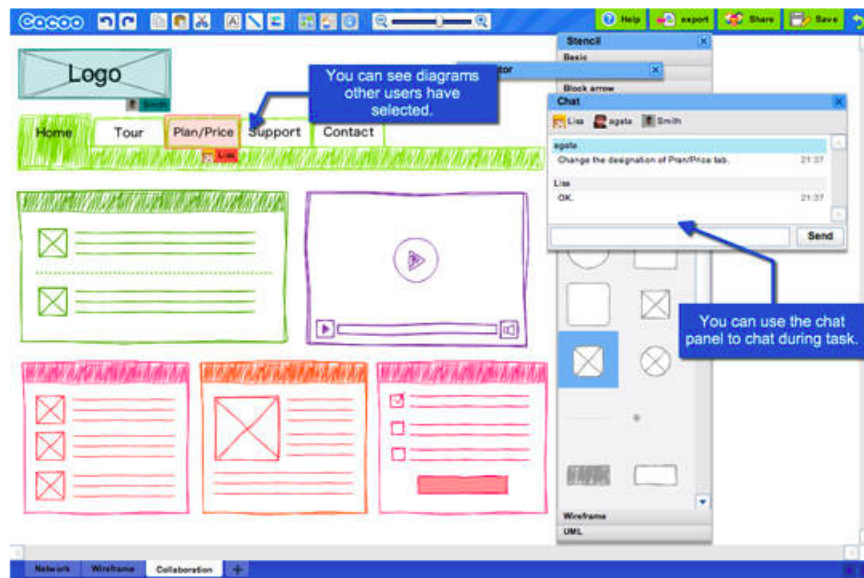 Cacoo
Help
export
Share
Save
Stencil
Basic
tor
Block arrow
Logo
Smith
You can see diagrams
other users have
selected.
Home
Tour
Plan/Price
Support
Contact
Lisa
Chat
Lisa
agata
Smith
agata
Change the designation of Pran/Price tab.
21:37
Lisa
OK.
21:37
Send
You can use the chat
panel to chat during task.
Wireframe
UML
Network
Wireframe
Collaboration